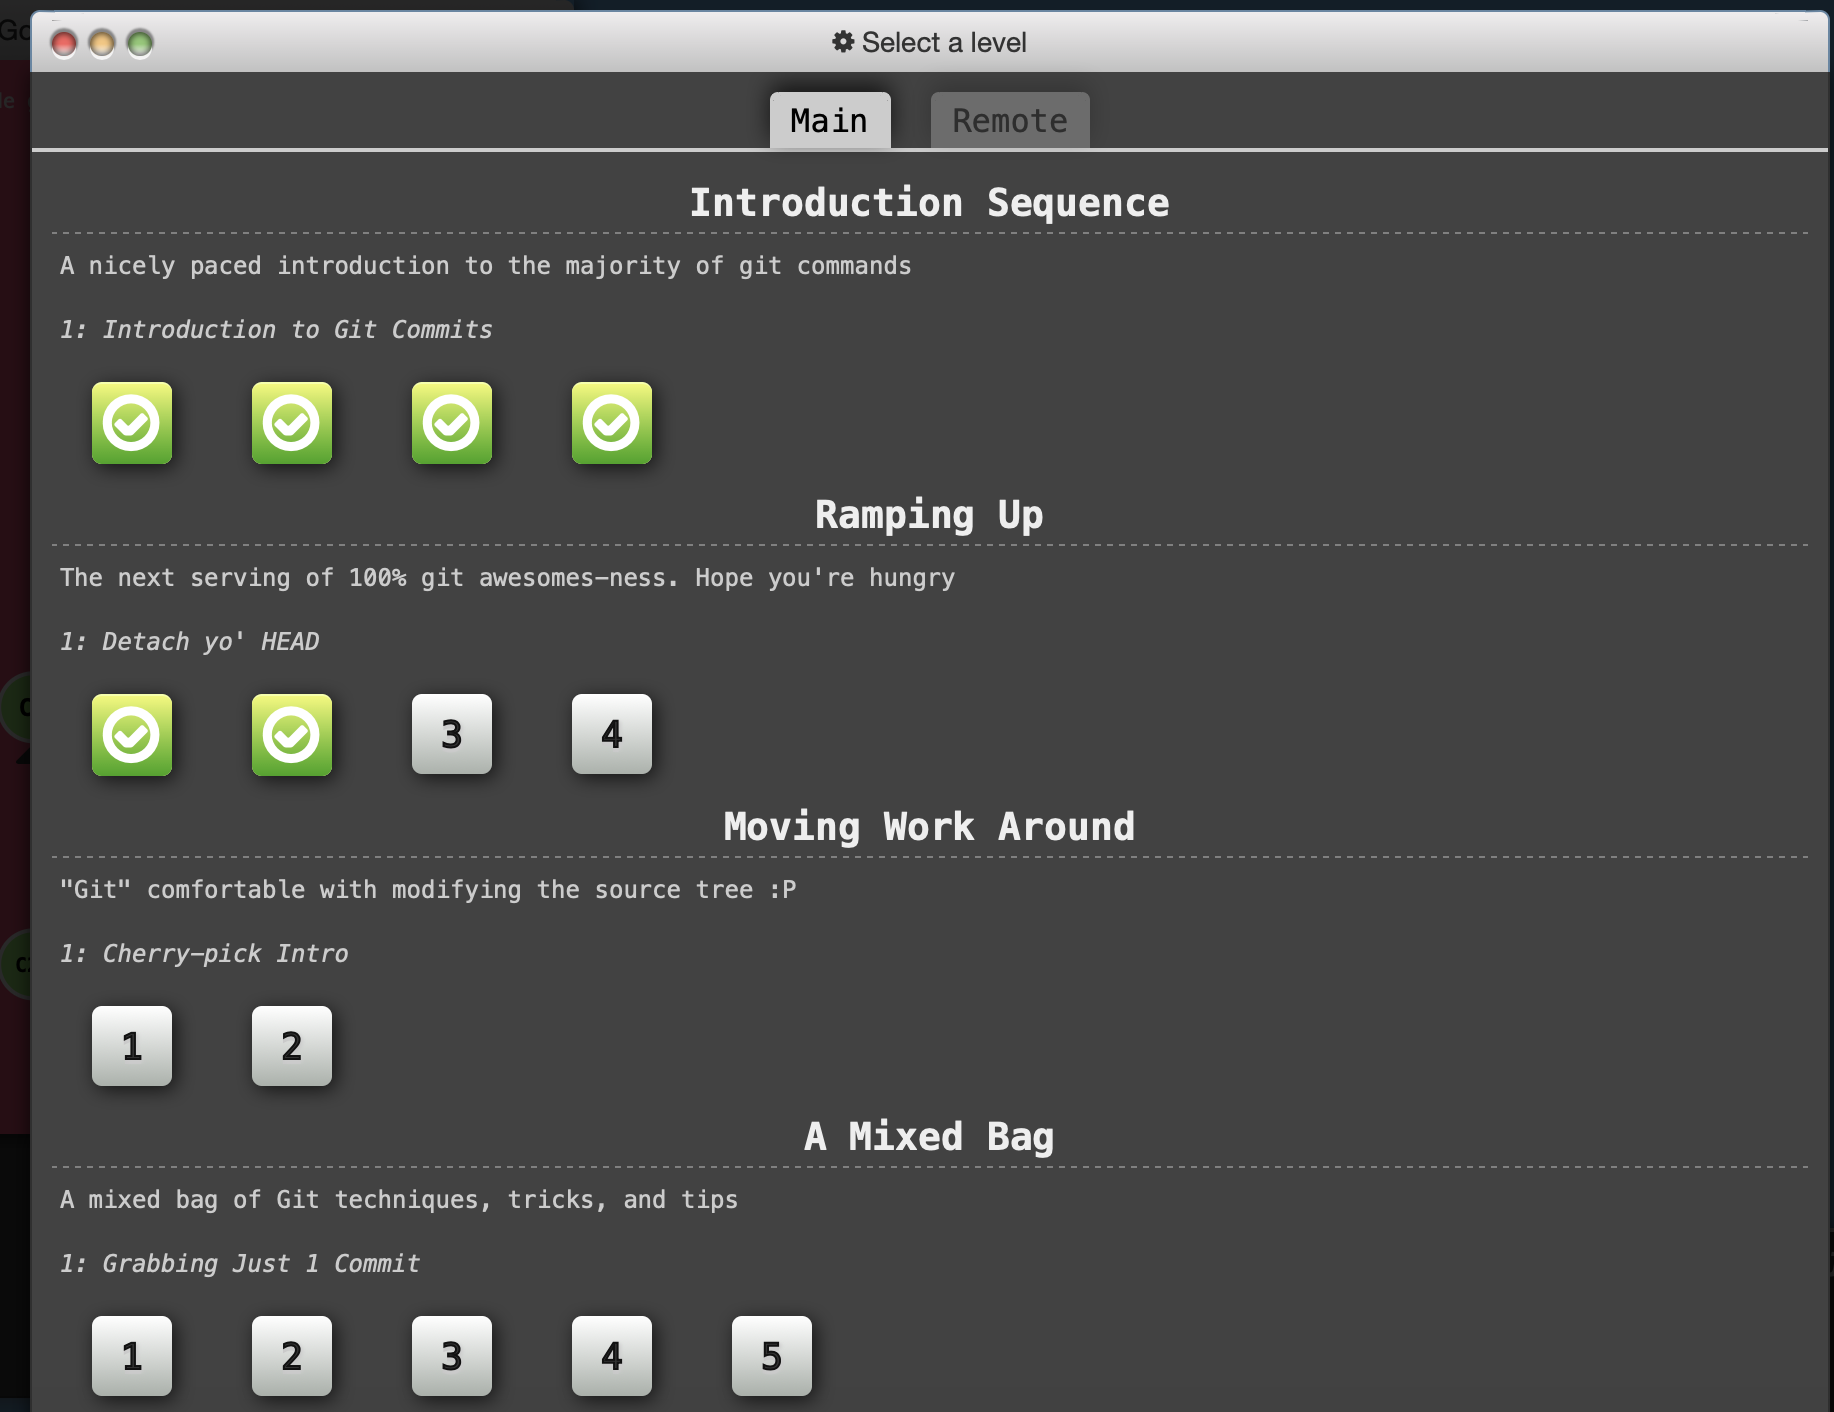 Go
Select a level
Main Remote
Introduction Sequence
A nicely paced introduction to the majority of git commands
1: Introduction to Git Commits
Ramping Up
The next serving of 100% git awesomes-ness. Hope you're hungry
1: Detach yo' HEAD
3 4
Moving Work Around
"Git" comfortable with modifying the source tree :P
1: Cherry-pick Intro
1 2
A Mixed Bag
A mixed bag of Git techniques, tricks, and tips
1: Grabbing Just 1 Commit
1 2 3 4 5